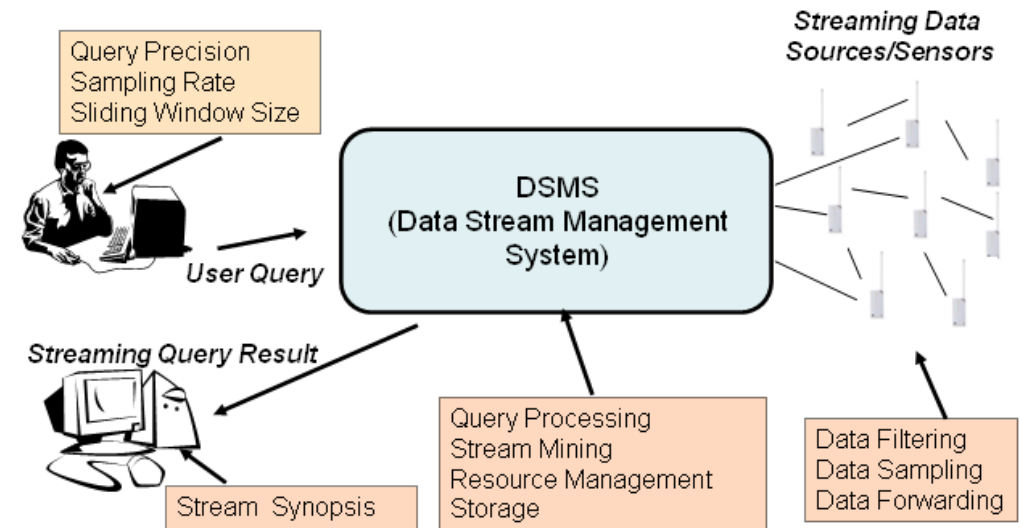 Streaming Data
Sources/Sensors
Query Precision
Sampling Rate
Sliding Window Size
DSMS
(Data Stream Management
System)
User Query
Streaming Query Result
Query Processing
Stream Mining
Resource Management
Storage
Data Filtering
Data Sampling
Data Forwarding
Stream Synopsis